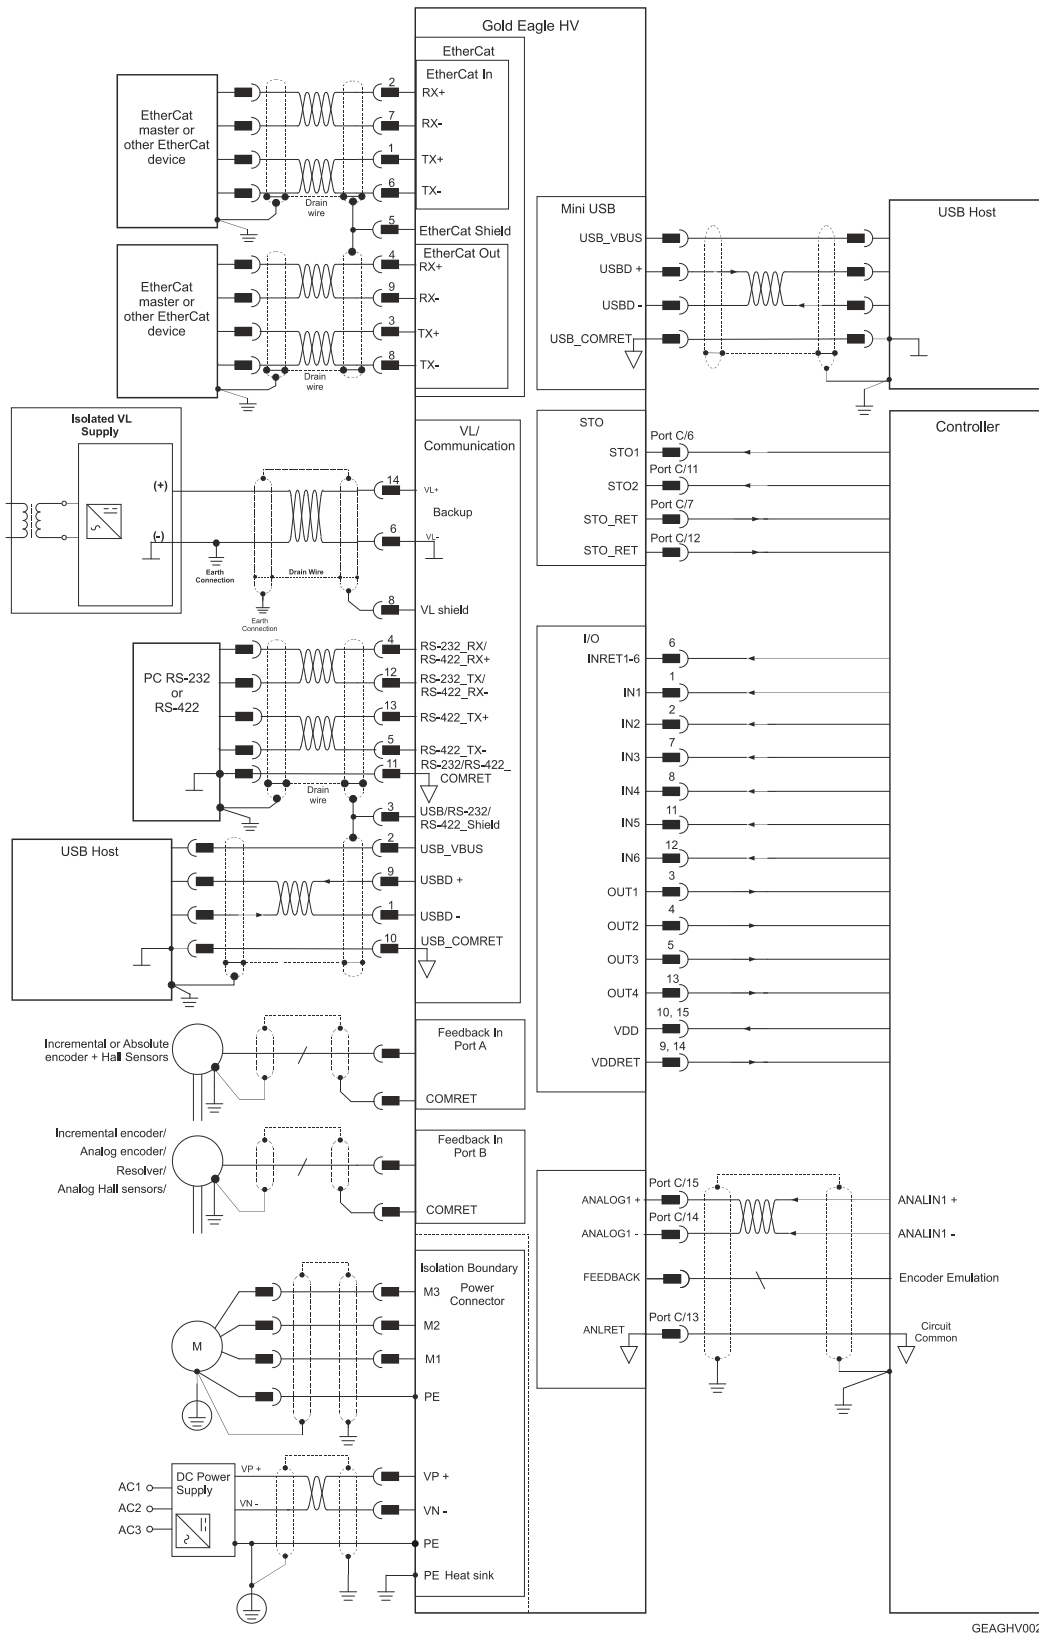 Gold Eagle HV
EtherCat
EtherCat In
EtherCat
master or
other EtherCat
device
2
RX+
7
RX-
1
TX+
6
TX-
Drain
wire
5
EtherCat Shield
EtherCat Out
EtherCat
master or
other EtherCat
device
4
RX+
9
RX-
3
TX+
8
TX-
Drain
wire
Isolated VL
Supply
(+)
(-)
Earth
Connection
Drain Wire
Earth
Connection
VL/
Communication
14
VL+
Backup
6
VL-
8
VL shield
PC RS-232
or
RS-422
4
RS-232_RX/
RS-422_RX+
12
RS-232_TX/
RS-422_RX-
13
RS-422_TX+
5
RS-422_TX-
11
RS-232/RS-422_
COMRET
Drain
wire
3
USB/RS-232/
RS-422_Shield
USB Host
2
USB_VBUS
9
USBD +
1
USBD -
10
USB_COMRET
Incremental or Absolute
encoder + Hall Sensors
Feedback In
Port A
COMRET
Incremental encoder/
Analog encoder/
Resolver/
Analog Hall sensors/
Feedback In
Port B
COMRET
Isolation Boundary
Power
Connector
M
M3
M2
M1
PE
AC1
AC2
AC3
DC Power
Supply
VP +
VN -
VP +
VN -
PE
PE Heat sink
Mini USB
USB_VBUS
USBD +
USBD -
USB_COMRET
USB Host
STO
STO1
Port C/6
STO2
Port C/11
STO_RET
Port C/7
STO_RET
Port C/12
Controller
I/O
INRET1-6
6
IN1
1
IN2
2
IN3
7
IN4
8
IN5
11
IN6
12
OUT1
3
OUT2
4
OUT3
5
OUT4
13
VDD
10, 15
VDDRET
9, 14
ANALOG1 +
Port C/15
ANALIN1 +
ANALOG1 -
Port C/14
ANALIN1 -
FEEDBACK
Encoder Emulation
ANLRET
Port C/13
Circuit
Common
GEAGHV002